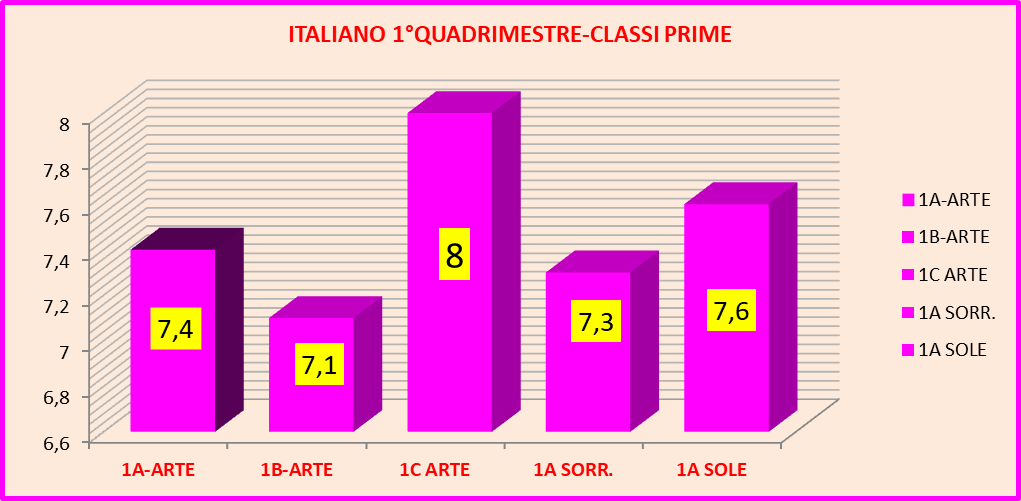 ITALIANO 1°QUADRIMESTRE-CLASSI PRIME
8
7,8
7,6
7,4
7,2
7
6,8
6,6
7,4
7,1
8
7,3
7,6
1A-ARTE
1B-ARTE
1C ARTE
1A SORR.
1A SOLE
1A-ARTE
1B-ARTE
1C ARTE
1A SORR.
1A SOLE